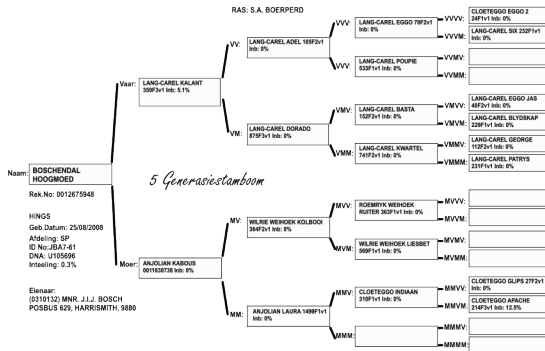 RAS: S.A. BOERPERD
VVVV: CLOETEGGO EGGO 2
24F1v1 Inb: 0%
VVV: LANG-CAREL EGGO 78F2v1
Inb: 0%
VVVM: LANG-CAREL SIX 232F1v1
Inb: 0%
VV: LANG-CAREL ADEL 185F2v1
Inb: 0%
VVMV:
VVV: LANG-CAREL POUPIE
533F1v1 Inb: 0%
VVMM:
Vaar: LANG-CAREL KALANT
359F3v1 Inb: 5.1%
VMVV: LANG-CAREL EGGO JAS
40F2v1 Inb: 0%
VMV: LANG-CAREL BASTA
152F2v1 Inb: 0%
VMVM: LANG-CAREL BLYDSKAP
229F1v1 Inb: 0%
VM: LANG-CAREL DORADO
875F3v1 Inb: 0%
VMMV: LANG-CAREL GEORGE
112F2v1 Inb: 0%
VMM: LANG-CAREL KWARTEL
741F2v1 Inb: 0%
VMMM: LANG-CAREL PATRYS
231F1v1 Inb: 0%
Naam: BOSCHENDAL
HOOGMOED
5 Generasiestamboom
Rek.No: 0012675948
HINGS
Geb.Datum: 25/08/2008
Afdeling: SP
ID No:JBA7-61
DNA: U105696
Inteeling: 0.3%
Eienaar:
(0310132) MNR. J.I.J. BOSCH
POSBUS 629, HARRISMITH, 9880
MVVV:
MVV: ROEMRYK WEIHOEK
RUITER 363F1v1 Inb: 0%
MVVM:
MV: WILRIE WEIHOEK KOLBOOI
364F2v1 Inb: 0%
MVMV:
MVM: WILRIE WEIHOEK LIESBET
569F1v1 Inb: 0%
MVMM:
Moer: ANJOLIAN KABOUS
0011630738 Inb: 0%
MMVV: CLOETEGGO GLIPS 27F2v1
Inb: 0%
MMV: CLOETEGGO INDIAAN
310F1v1 Inb: 0%
MMVM: CLOETEGGO APACHE
214F3v1 Inb: 12.5%
MM: ANJOLIAN LAURA 1499F1v1
Inb: 0%
MMMV:
MMM:
MMMM: